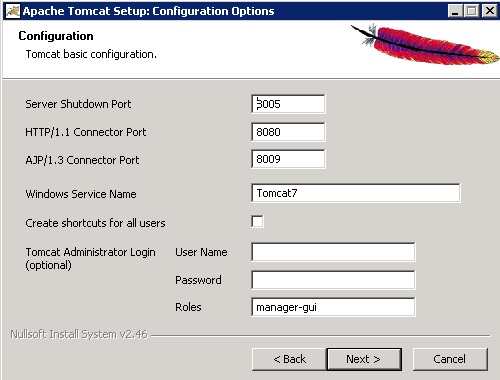 Apache Tomcat Setup: Configuration Options
Configuration
Tomcat basic configuration.
Server Shutdown Port 8005
HTTP/1.1 Connector Port 8080
AJP/1.3 Connector Port 8009
Windows Service Name Tomcat7
Create shortcuts for all users
Tomcat Administrator Login (optional)
User Name
Password
Roles manager-gui
Nullsoft Install System v2.46
< Back Next > Cancel